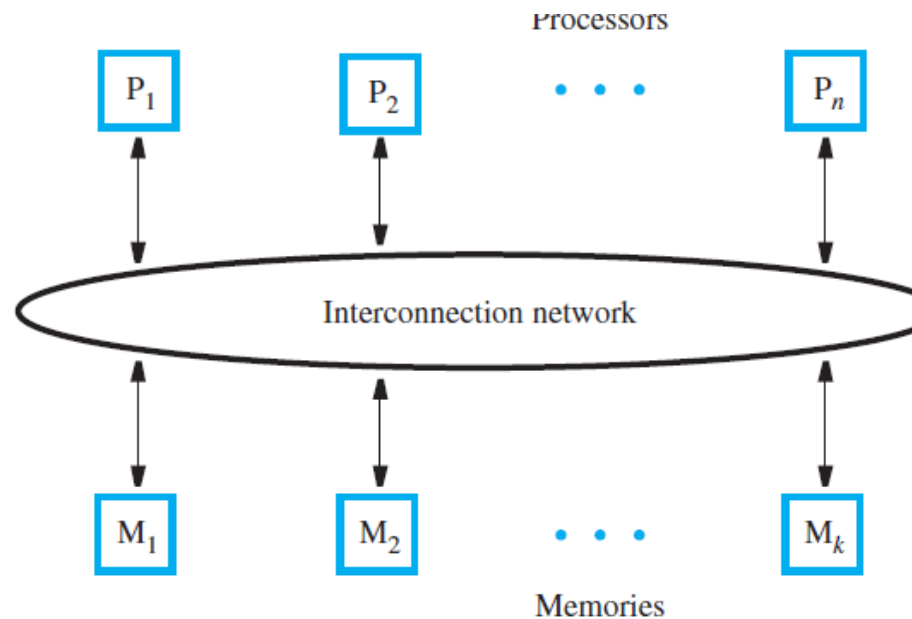 Processors
P₁ P₂ • • • Pₙ
Interconnection network
M₁ M₂ • • • Mₖ
Memories